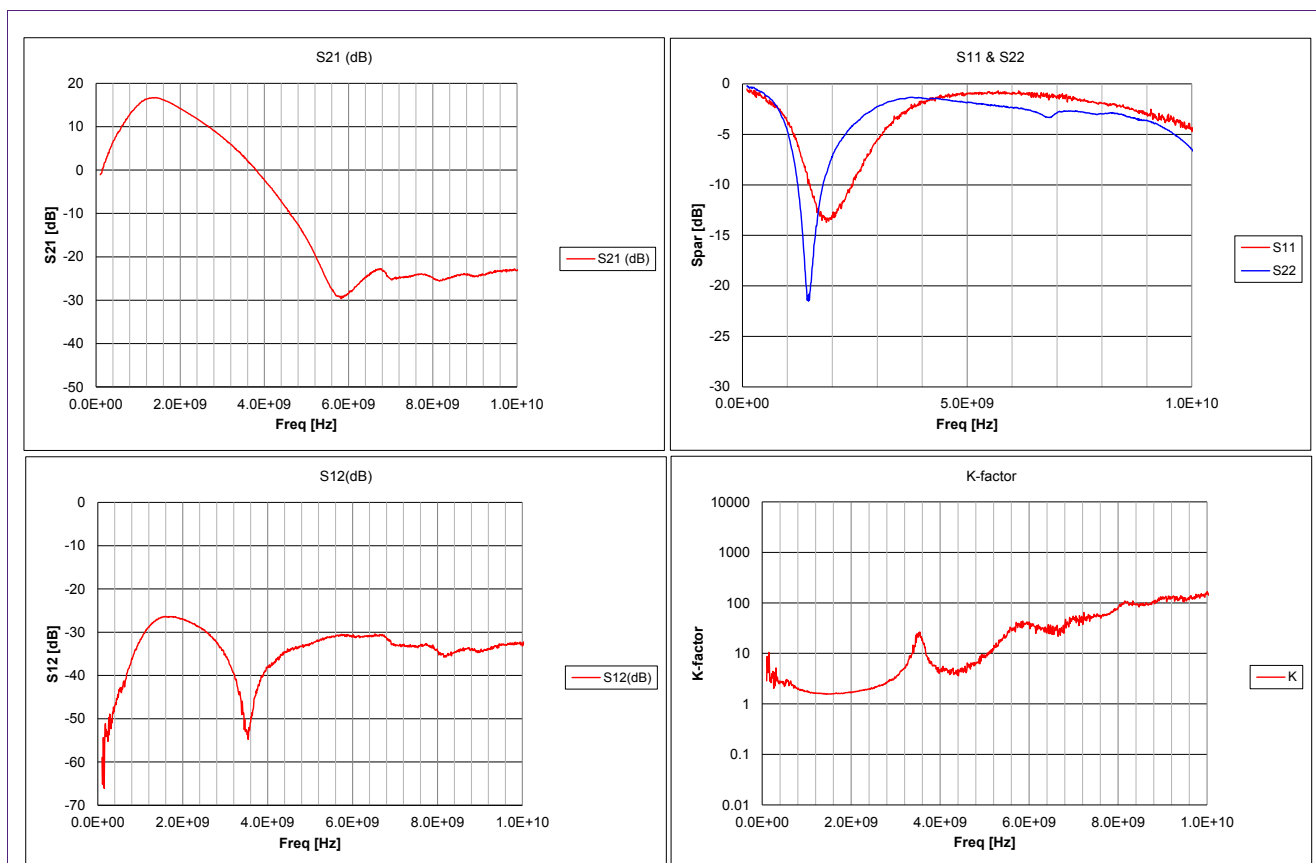 S21 (dB)
20
10
0
-10
-20
-30
-40
-50
S21 [dB]
0.0E+00 2.0E+09 4.0E+09 6.0E+09 8.0E+09 1.0E+10
Freq [Hz]
S21 (dB)
S11 & S22
0
-5
-10
-15
-20
-25
-30
Spar [dB]
0.0E+00 5.0E+09 1.0E+10
Freq [Hz]
S11
S22
S12(dB)
0
-10
-20
-30
-40
-50
-60
-70
S12 [dB]
0.0E+00 2.0E+09 4.0E+09 6.0E+09 8.0E+09 1.0E+10
Freq [Hz]
S12(dB)
K-factor
10000
1000
100
10
1
0.1
0.01
K-factor
0.0E+00 2.0E+09 4.0E+09 6.0E+09 8.0E+09 1.0E+10
Freq [Hz]
K